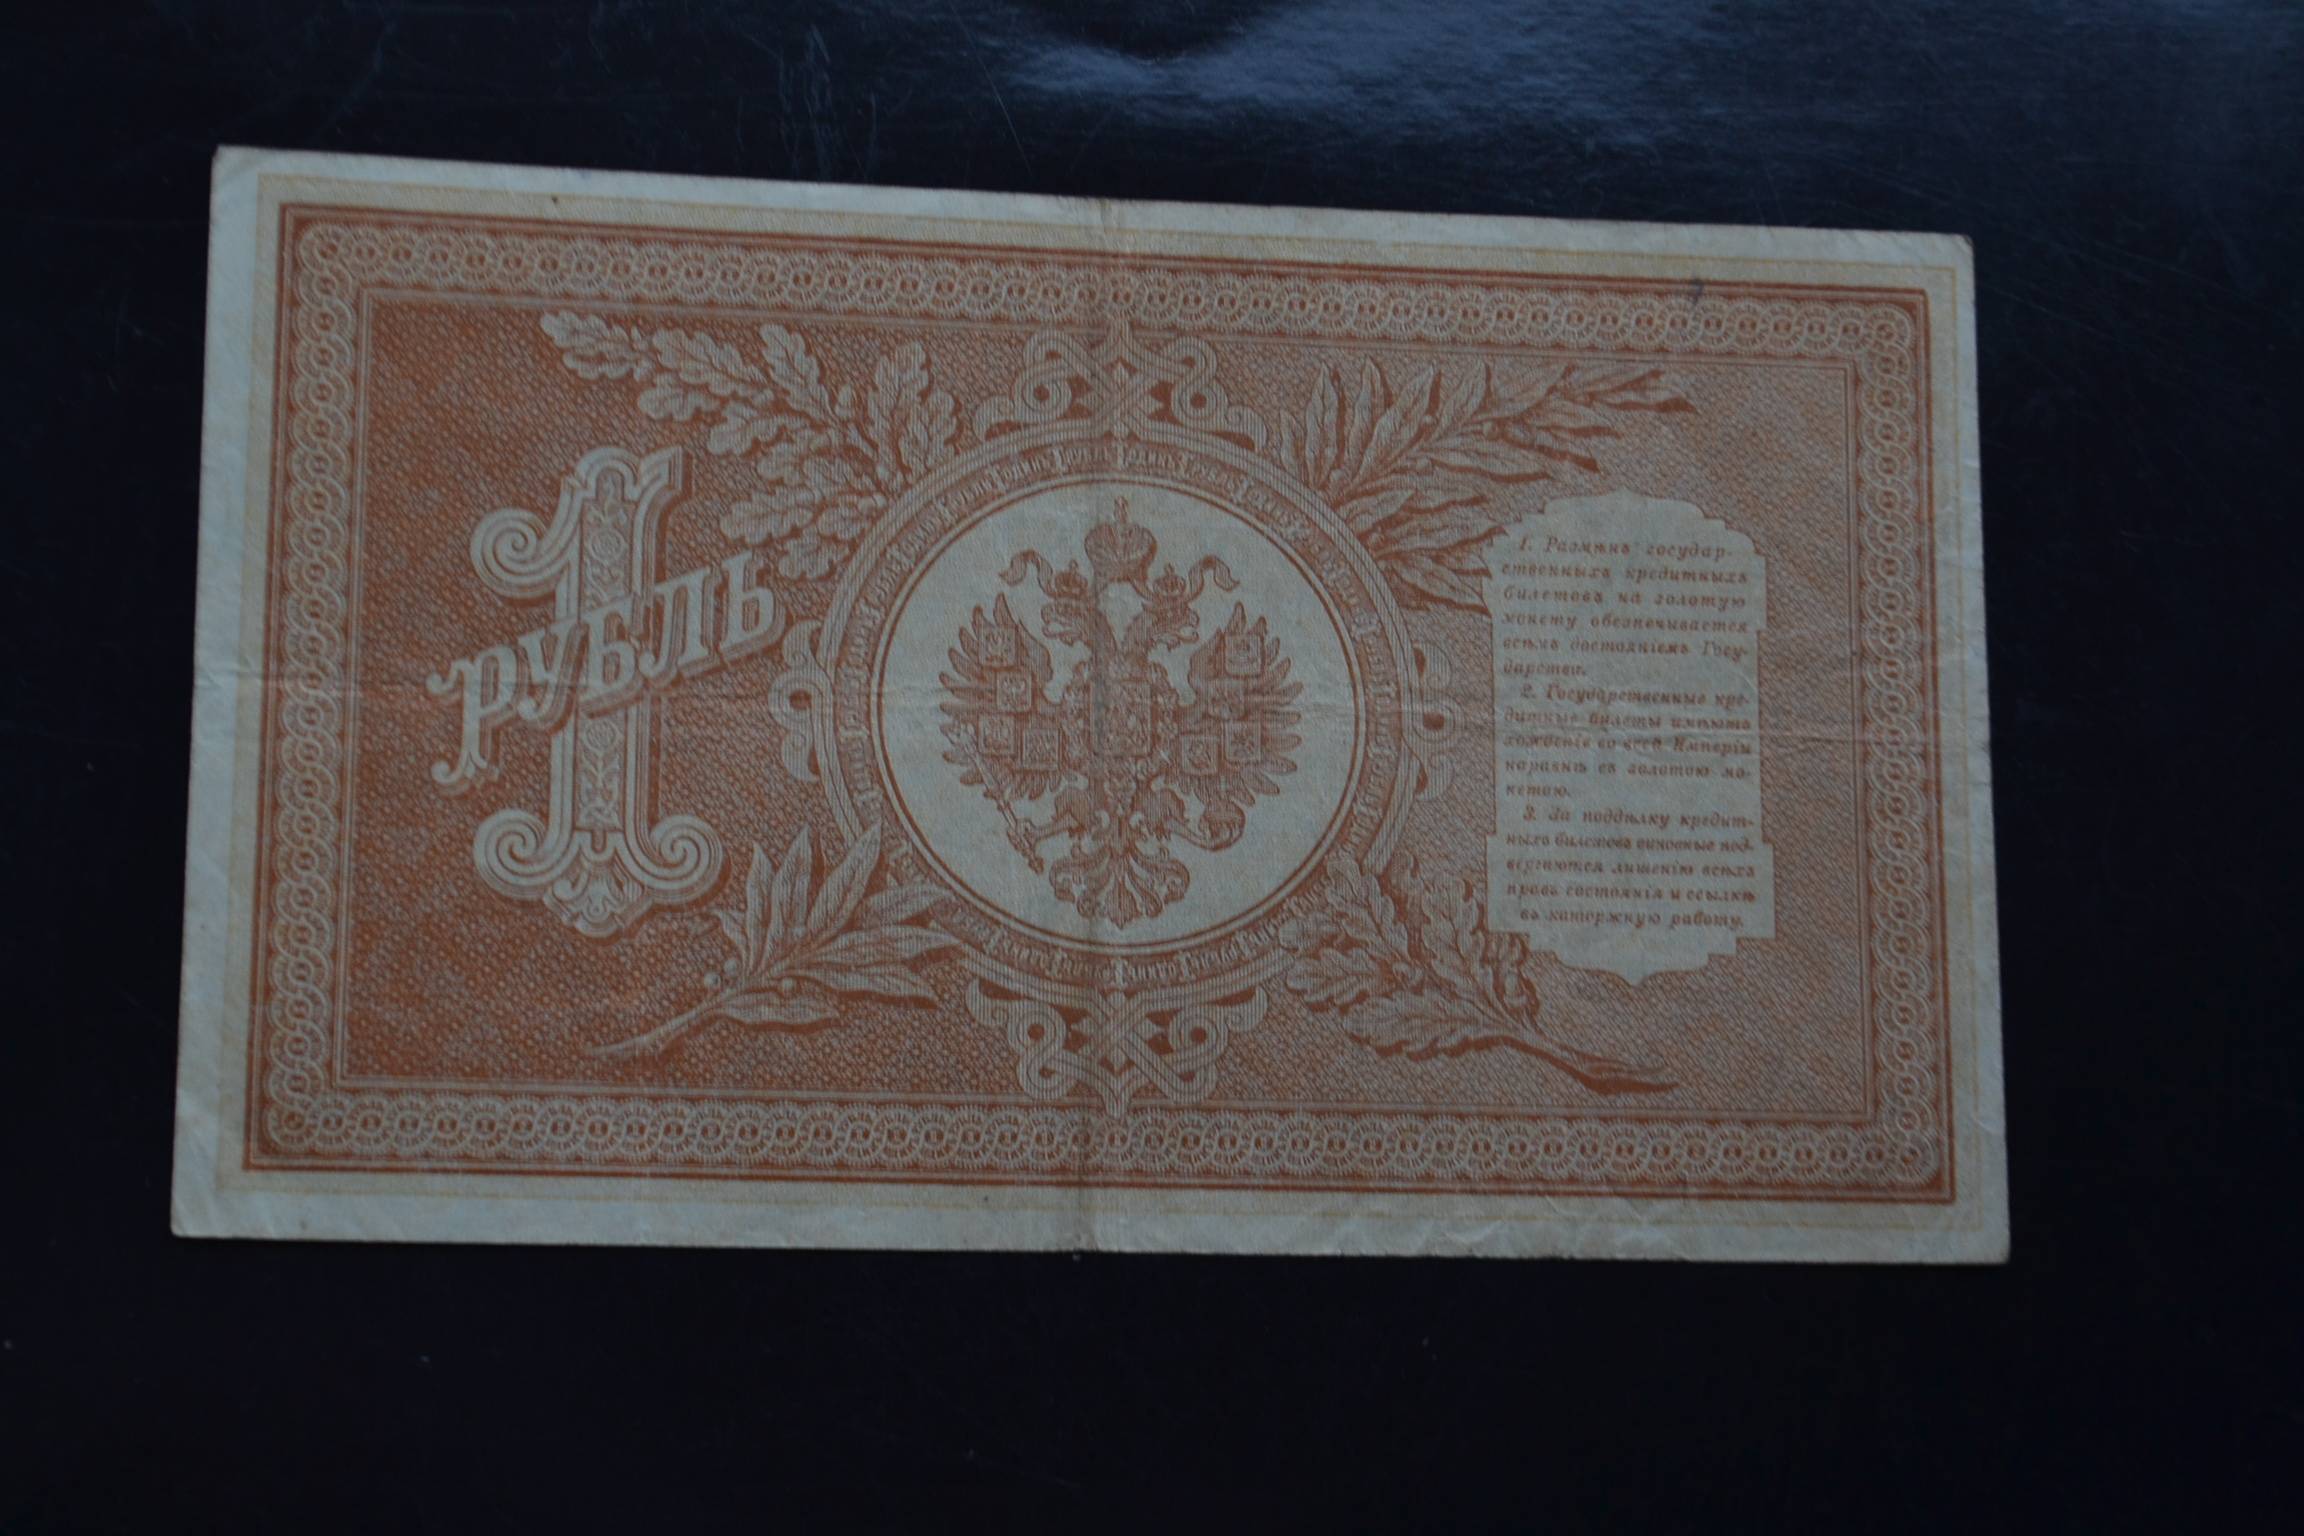 1
рубль
1. Размѣнъ государ-
ственныхъ кредитныхъ
билетовъ на золотую
монету обезпечивается
всѣмъ достояніемъ Госу-
дарства.
2. Государственные кре-
дитные билеты имѣютъ
хожденіе во всей Имперіи
наравнѣ съ золотою мо-
нетою.
3. За поддѣлку кредит-
ныхъ билетовъ виновные под-
вергаются лишенію всѣхъ
правъ состоянія и ссылкѣ
въ каторжную работу.